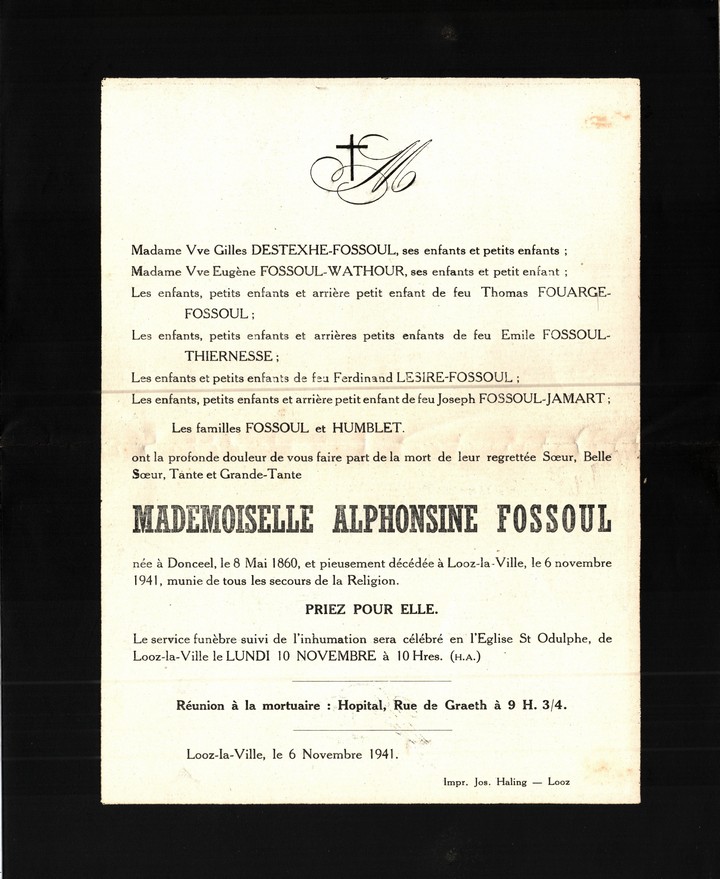 M
Madame Vve Gilles DESTEXHE-FOSSOUL, ses enfants et petits enfants ;
Madame Vve Eugène FOSSOUL-WATHOUR, ses enfants et petit enfant ;
Les enfants, petits enfants et arrière petit enfant de feu Thomas FOUARGE-
FOSSOUL ;
Les enfants, petits enfants et arrières petits enfants de feu Emile FOSSOUL-
THIERNESSE ;
Les enfants et petits enfants de feu Ferdinand LESIRE-FOSSOUL ;
Les enfants, petits enfants et arrière petit enfant de feu Joseph FOSSOUL-JAMART ;
Les familles FOSSOUL et HUMBLET.
ont la profonde douleur de vous faire part de la mort de leur regrettée Sœur, Belle
Sœur, Tante et Grande-Tante
MADEMOISELLE ALPHONSINE FOSSOUL
née à Donceel, le 8 Mai 1860, et pieusement décédée à Looz-la-Ville, le 6 novembre
1941, munie de tous les secours de la Religion.
PRIEZ POUR ELLE.
Le service funèbre suivi de l'inhumation sera célébré en l'Eglise St Odulphe, de
Looz-la-Ville le LUNDI 10 NOVEMBRE à 10 Hres. (H.A.)
Réunion à la mortuaire : Hopital, Rue de Graeth à 9 H. 3/4.
Looz-la-Ville, le 6 Novembre 1941.
Impr. Jos. Haling — Looz